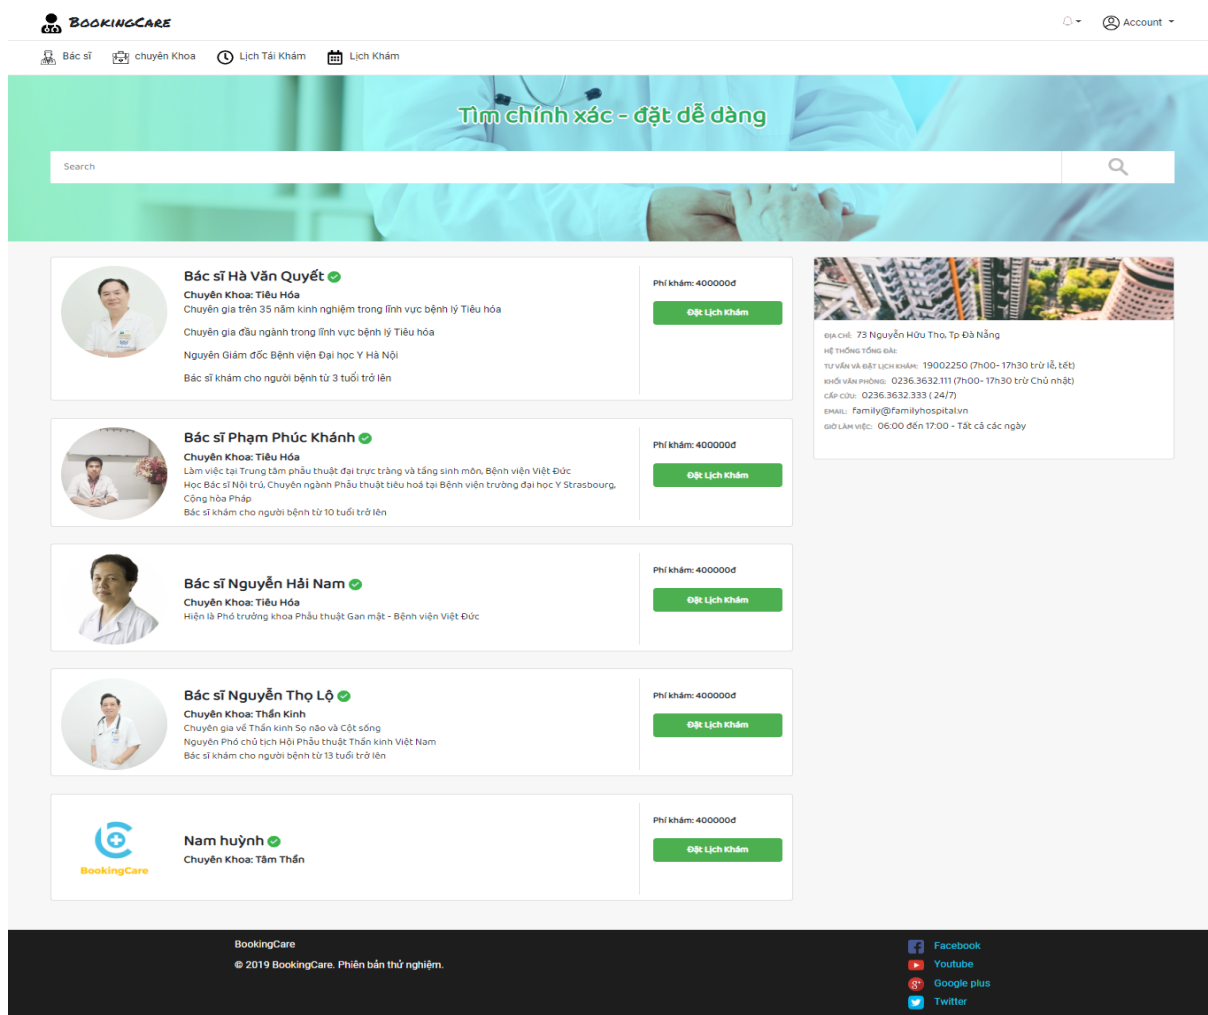 BookingCare
Account
Bác sĩ
chuyên Khoa
Lịch Tái Khám
Lịch Khám
Tìm chính xác - đặt dễ dàng
Search
Bác sĩ Hà Văn Quyết
Chuyên Khoa: Tiêu Hóa
Chuyên gia trên 35 năm kinh nghiệm trong lĩnh vực bệnh lý Tiêu hóa
Chuyên gia đầu ngành trong lĩnh vực bệnh lý Tiêu hóa
Nguyên Giám đốc Bệnh viện Đại học Y Hà Nội
Bác sĩ khám cho người bệnh từ 3 tuổi trở lên
Phí khám: 400000đ
Đặt Lịch Khám
Bác sĩ Phạm Phúc Khánh
Chuyên Khoa: Tiêu Hóa
Làm việc tại Trung tâm phẫu thuật đại trực tràng và tầng sinh môn, Bệnh viện Việt Đức
Học Bác sĩ Nội trú, Chuyên ngành Phẫu thuật tiêu hoá tại Bệnh viện trường đại học Y Strasbourg,
Cộng hòa Pháp
Bác sĩ khám cho người bệnh từ 10 tuổi trở lên
Phí khám: 400000đ
Đặt Lịch Khám
Bác sĩ Nguyễn Hải Nam
Chuyên Khoa: Tiêu Hóa
Hiện là Phó trưởng khoa Phẫu thuật Gan mật - Bệnh viện Việt Đức
Phí khám: 400000đ
Đặt Lịch Khám
Bác sĩ Nguyễn Thọ Lộ
Chuyên Khoa: Thần Kinh
Chuyên gia về Thần kinh Sọ não và Cột sống
Nguyên Phó chủ tịch Hội Phẫu thuật Thần kinh Việt Nam
Bác sĩ khám cho người bệnh từ 13 tuổi trở lên
Phí khám: 400000đ
Đặt Lịch Khám
BookingCare
Nam huỳnh
Chuyên Khoa: Tâm Thần
Phí khám: 400000đ
Đặt Lịch Khám
ĐỊA CHỈ: 73 Nguyễn Hữu Thọ, Tp Đà Nẵng
HỆ THỐNG TỔNG ĐÀI:
TƯ VẤN VÀ ĐẶT LỊCH KHÁM: 19002250 (7h00- 17h30 trừ lễ, tết)
KHỐI VĂN PHÒNG: 0236.3632.111 (7h00- 17h30 trừ Chủ nhật)
CẤP CỨU: 0236.3632.333 ( 24/7)
EMAIL: family@familyhospital.vn
GIỜ LÀM VIỆC: 06:00 đến 17:00 - Tất cả các ngày
BookingCare
© 2019 BookingCare. Phiên bản thử nghiệm.
Facebook
Youtube
Google plus
Twitter